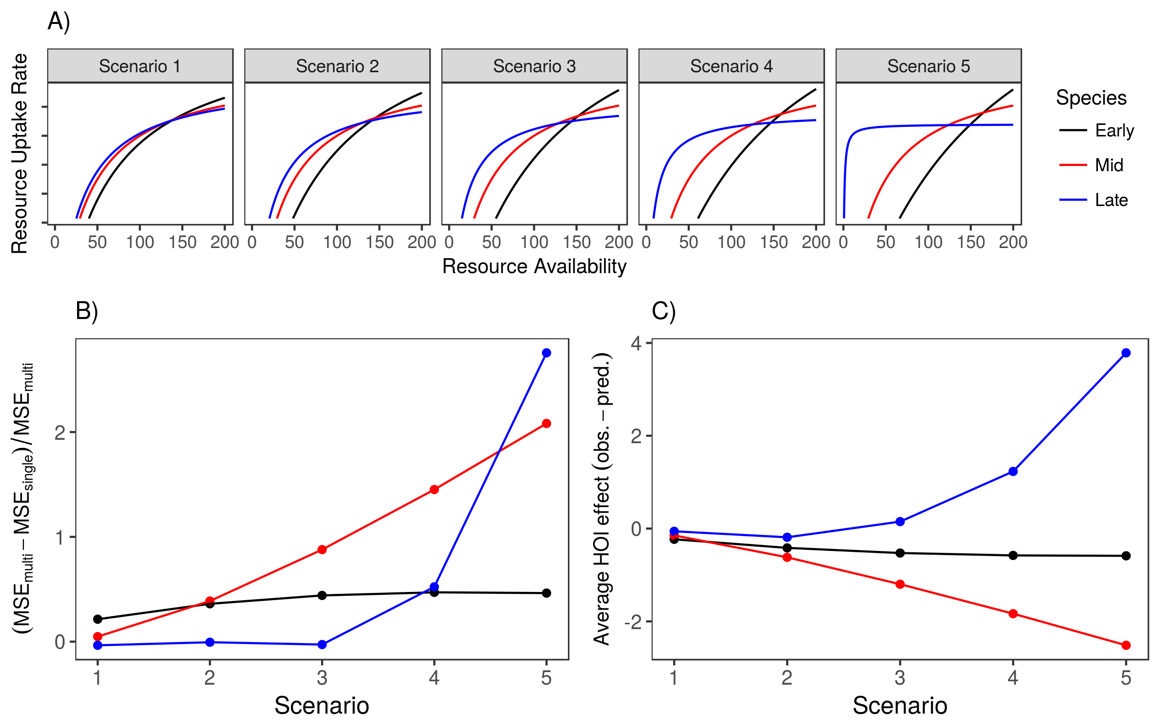 A)
Scenario 1 Scenario 2 Scenario 3 Scenario 4 Scenario 5
Resource Uptake Rate
0 50 100 150 200 0 50 100 150 200 0 50 100 150 200 0 50 100 150 200 0 50 100 150 200
Resource Availability
Species
Early
Mid
Late
B)
(MSEmulti − MSEsingle)/MSEmulti
2
1
0
1 2 3 4 5
Scenario
C)
Average HOI effect (obs. − pred.)
4
2
0
-2
1 2 3 4 5
Scenario